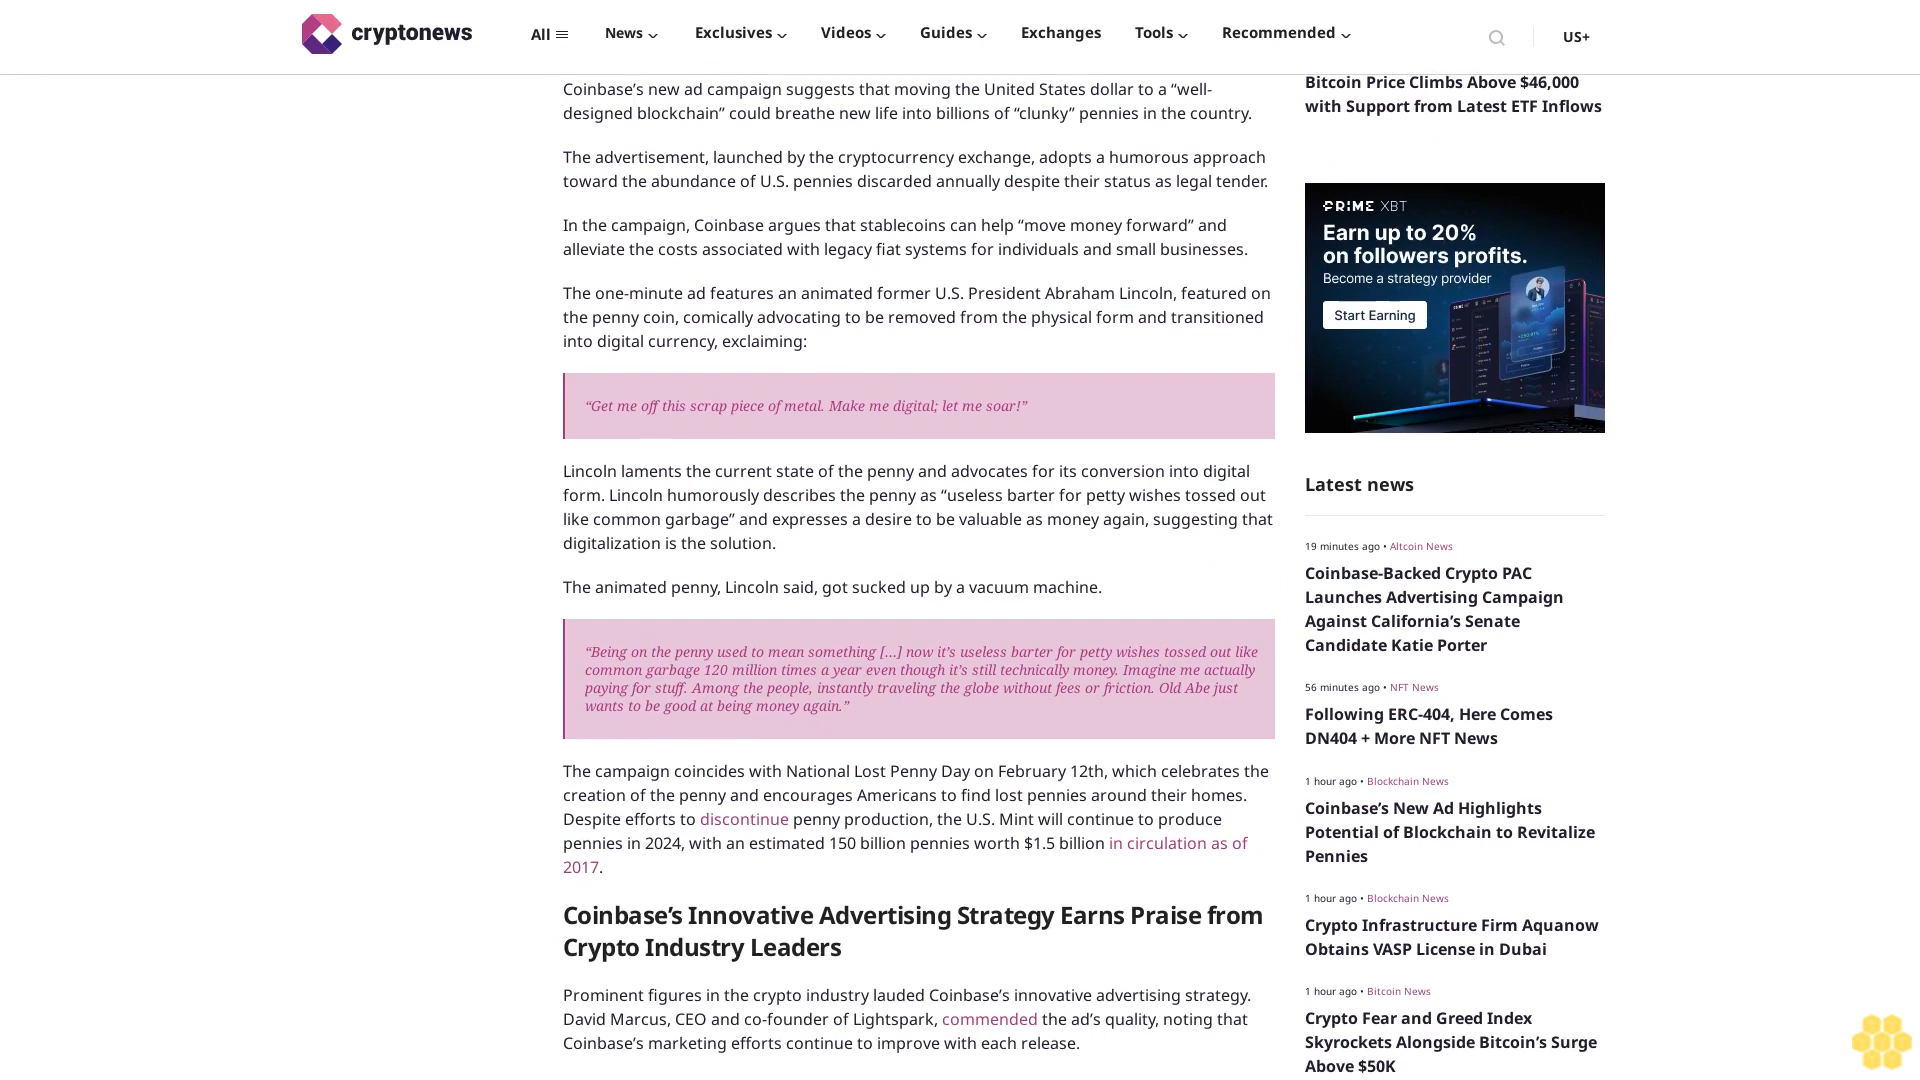 cryptonews
All
News
Exclusives
Videos
Guides
Exchanges
Tools
Recommended
US+
Coinbase’s new ad campaign suggests that moving the United States dollar to a “well-
designed blockchain” could breathe new life into billions of “clunky” pennies in the country.
The advertisement, launched by the cryptocurrency exchange, adopts a humorous approach
toward the abundance of U.S. pennies discarded annually despite their status as legal tender.
In the campaign, Coinbase argues that stablecoins can help “move money forward” and
alleviate the costs associated with legacy fiat systems for individuals and small businesses.
The one-minute ad features an animated former U.S. President Abraham Lincoln, featured on
the penny coin, comically advocating to be removed from the physical form and transitioned
into digital currency, exclaiming:
“Get me off this scrap piece of metal. Make me digital; let me soar!”
Lincoln laments the current state of the penny and advocates for its conversion into digital
form. Lincoln humorously describes the penny as “useless barter for petty wishes tossed out
like common garbage” and expresses a desire to be valuable as money again, suggesting that
digitalization is the solution.
The animated penny, Lincoln said, got sucked up by a vacuum machine.
“Being on the penny used to mean something […] now it’s useless barter for petty wishes tossed out like
common garbage 120 million times a year even though it’s still technically money. Imagine me actually
paying for stuff. Among the people, instantly traveling the globe without fees or friction. Old Abe just
wants to be good at being money again.”
The campaign coincides with National Lost Penny Day on February 12th, which celebrates the
creation of the penny and encourages Americans to find lost pennies around their homes.
Despite efforts to discontinue penny production, the U.S. Mint will continue to produce
pennies in 2024, with an estimated 150 billion pennies worth $1.5 billion in circulation as of
2017.
Coinbase’s Innovative Advertising Strategy Earns Praise from
Crypto Industry Leaders
Prominent figures in the crypto industry lauded Coinbase’s innovative advertising strategy.
David Marcus, CEO and co-founder of Lightspark, commended the ad’s quality, noting that
Coinbase’s marketing efforts continue to improve with each release.
Bitcoin Price Climbs Above $46,000
with Support from Latest ETF Inflows
PRIME XBT
Earn up to 20%
on followers profits.
Become a strategy provider
Start Earning
Latest news
19 minutes ago • Altcoin News
Coinbase-Backed Crypto PAC
Launches Advertising Campaign
Against California’s Senate
Candidate Katie Porter
56 minutes ago • NFT News
Following ERC-404, Here Comes
DN404 + More NFT News
1 hour ago • Blockchain News
Coinbase’s New Ad Highlights
Potential of Blockchain to Revitalize
Pennies
1 hour ago • Blockchain News
Crypto Infrastructure Firm Aquanow
Obtains VASP License in Dubai
1 hour ago • Bitcoin News
Crypto Fear and Greed Index
Skyrockets Alongside Bitcoin’s Surge
Above $50K